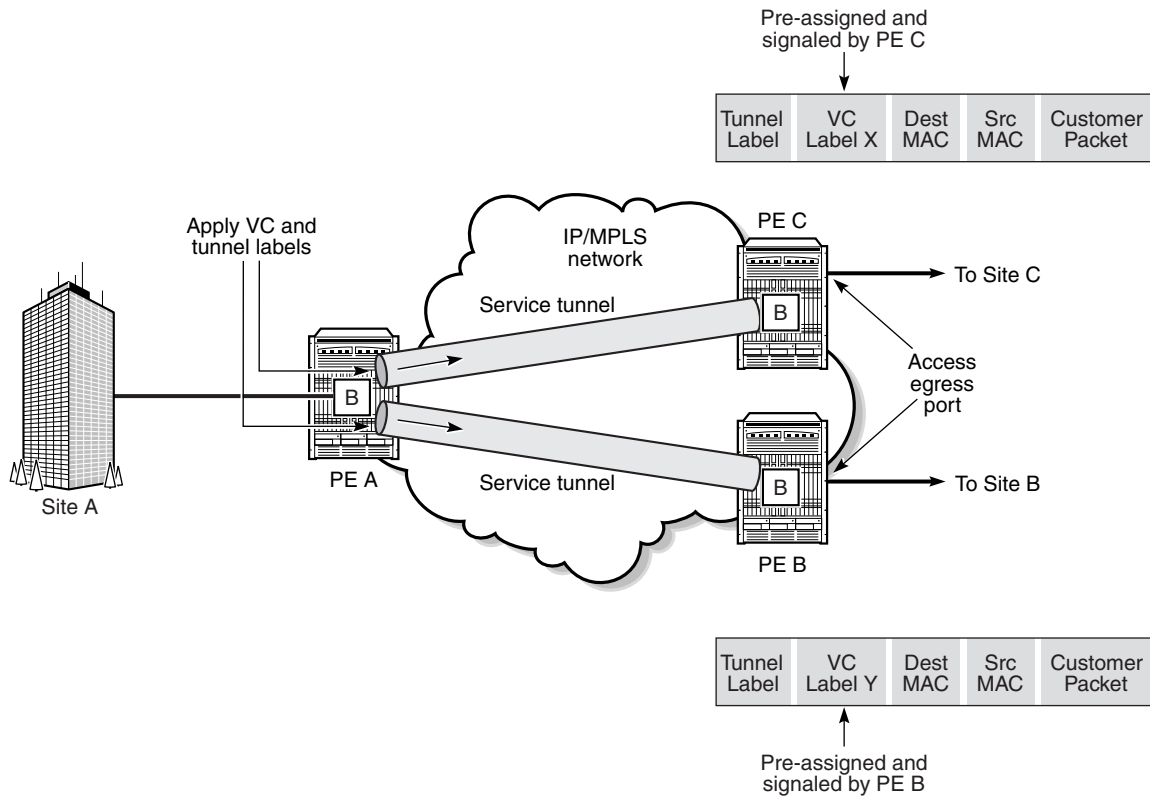 Pre-assigned and
signaled by PE C
Tunnel Label
VC Label X
Dest MAC
Src MAC
Customer Packet
Apply VC and
tunnel labels
IP/MPLS
network
PE C
To Site C
Service tunnel
B
B
Access
egress
port
B
PE A
Service tunnel
To Site B
Site A
PE B
Tunnel Label
VC Label Y
Dest MAC
Src MAC
Customer Packet
Pre-assigned and
signaled by PE B